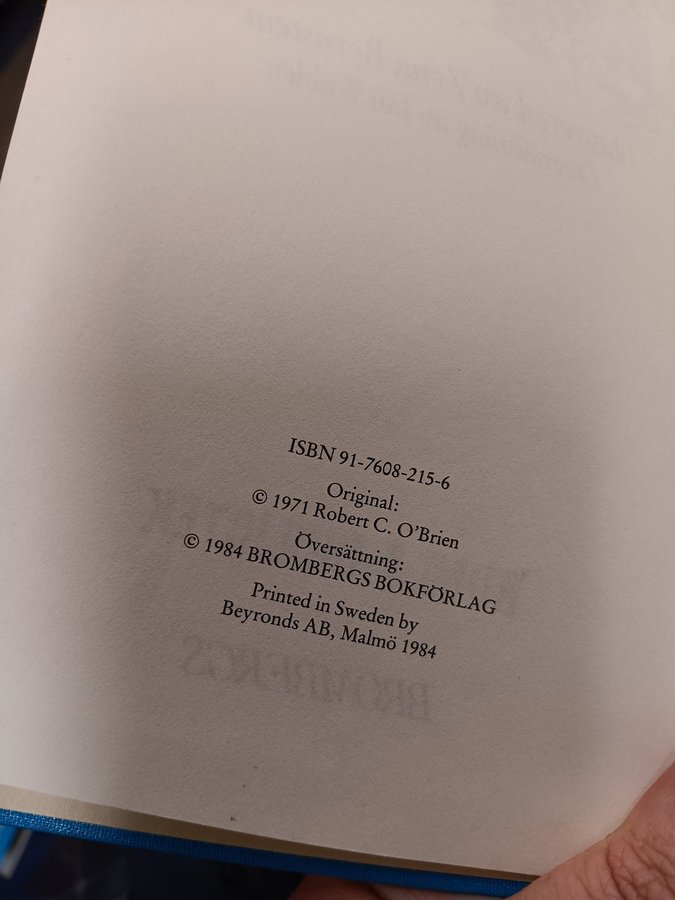 ISBN 91-7608-215-6
Original:
© 1971 Robert C. O'Brien
Översättning:
© 1984 BROMBERGS BOKFÖRLAG
Printed in Sweden by
Beyronds AB, Malmö 1984
BROMBERGS